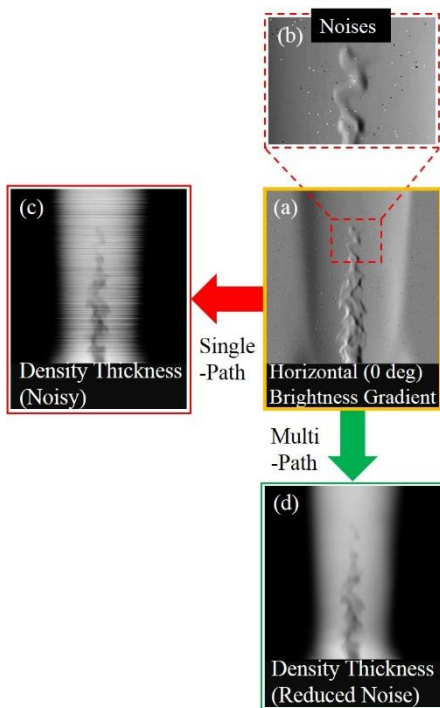 (b)
Noises
(c)
(a)
Density Thickness
(Noisy)
Single
-Path
Horizontal (0 deg)
Brightness Gradient
Multi
-Path
(d)
Density Thickness
(Reduced Noise)